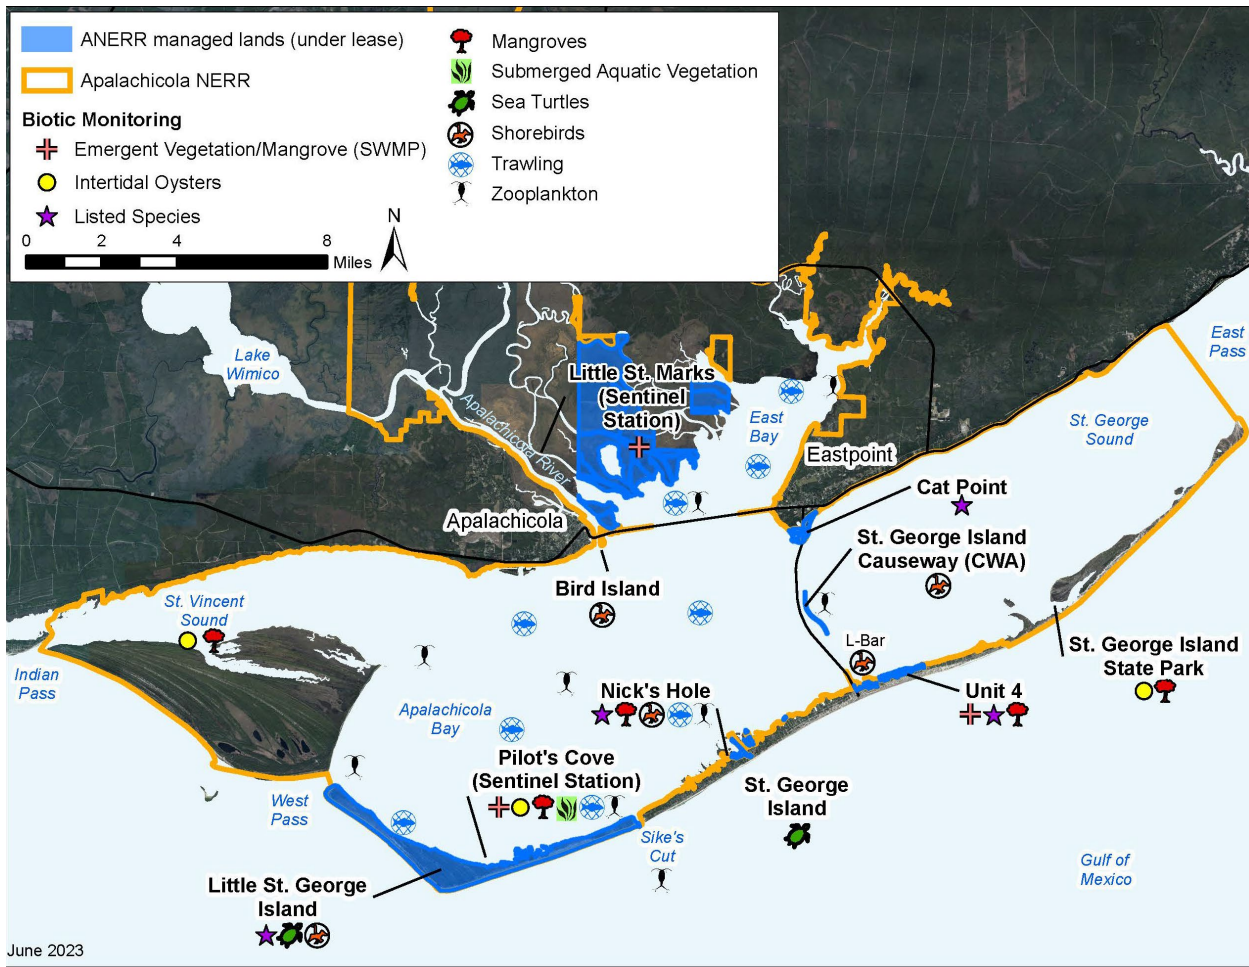 ANERR managed lands (under lease)
Apalachicola NERR
Biotic Monitoring
Emergent Vegetation/Mangrove (SWMP)
Intertidal Oysters
Listed Species
Mangroves
Submerged Aquatic Vegetation
Sea Turtles
Shorebirds
Trawling
Zooplankton
N
0 2 4 8
Miles
Lake
Wimico
Apalachicola River
Little St. Marks
(Sentinel
Station)
East
Bay
Eastpoint
East
Pass
St. George
Sound
Apalachicola
Cat Point
St. George Island
Causeway (CWA)
Bird Island
St. Vincent
Sound
Indian
Pass
L-Bar
St. George Island
State Park
Unit 4
Nick's Hole
Apalachicola
Bay
Pilot's Cove
(Sentinel Station)
St. George
Island
West
Pass
Sike's
Cut
Gulf of
Mexico
Little St. George
Island
June 2023